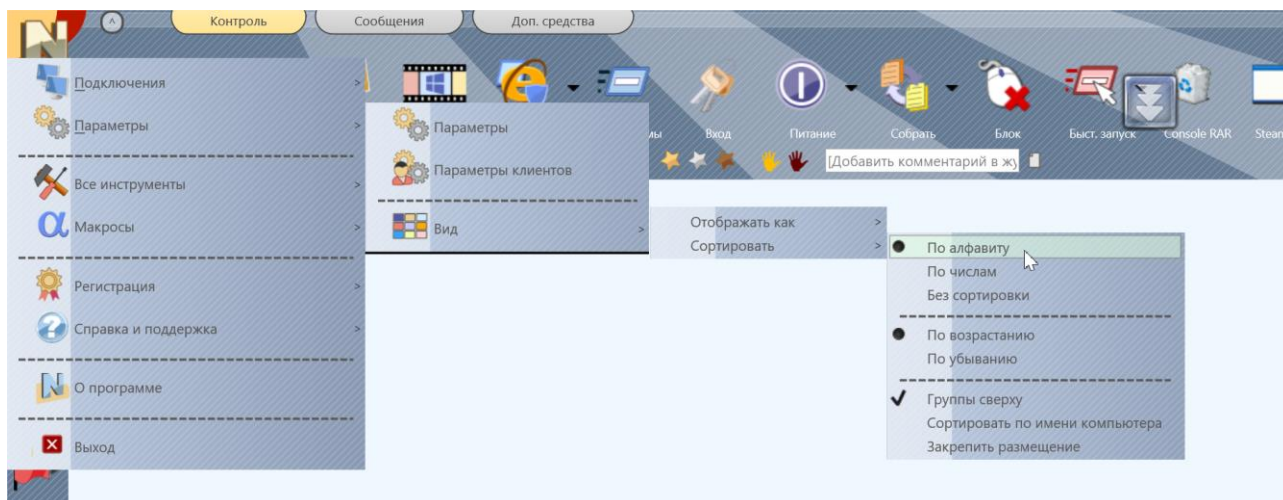 Контроль
Сообщения
Доп. средства
Подключения
Параметры
Все инструменты
Макросы
Регистрация
Справка и поддержка
О программе
Выход
Параметры
Параметры клиентов
Вид
Вход
Питание
Собрать
Блок
Быст. запуск
Console RAR
[Добавить комментарий в
Отображать как
Сортировать
По алфавиту
По числам
Без сортировки
По возрастанию
По убыванию
Группы сверху
Сортировать по имени компьютера
Закрепить размещение